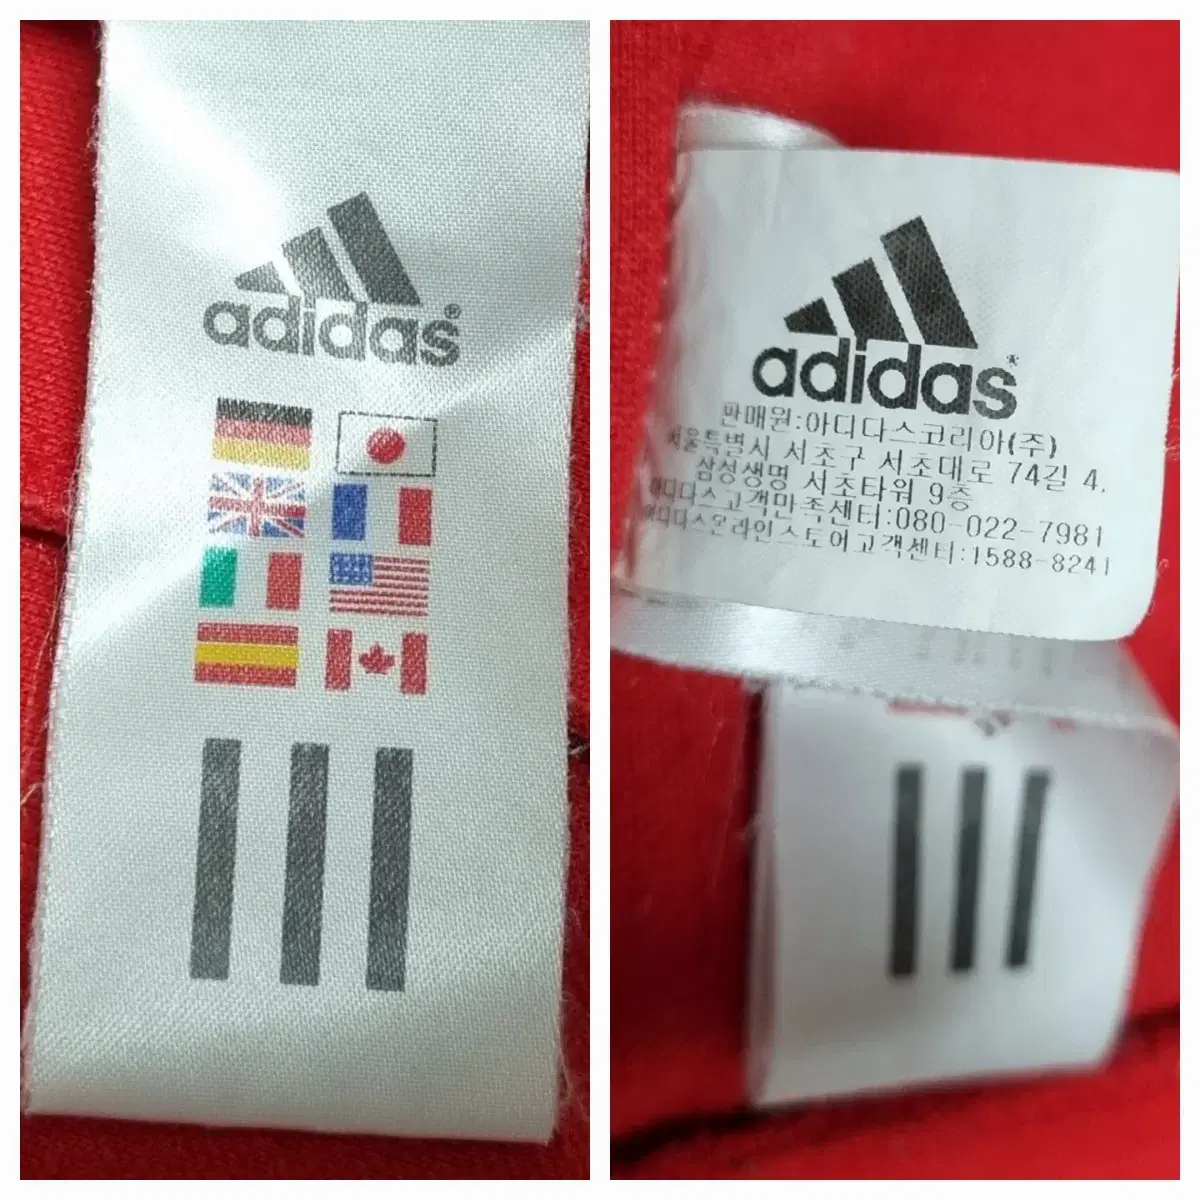 adidas®
adidas
판매원:아디다스코리아(주)
서울특별시 서초구 서초대로 74길 4,
삼성생명 서초타워 9층
아디다스고객만족센터:080-022-7981
아디다스온라인스토어고객센터:1588-8241